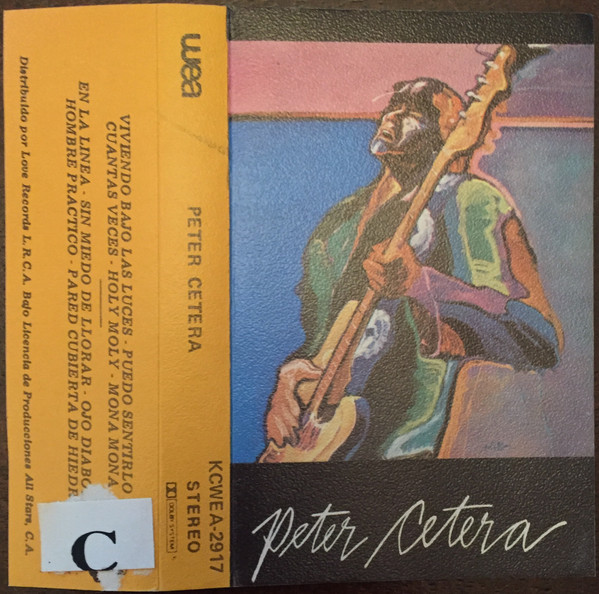 wea
PETER CETERA
KCWEA-2917
STEREO
DOLBY SYSTEM
VIVIENDO BAJO LAS LUCES - PUEDO SENTIRLO
CUANTAS VECES - HOLY MOLY - MONA MONA
EN LA LINEA - SIN MIEDO DE LLORAR - OJO DIABO
HOMBRE PRACTICO - PARED CUBIERTA DE HIEDR
Distribuido por Love Records L.R.C.A. Bajo Licencia de Producciones All Stars, C.A.
C
Peter Cetera